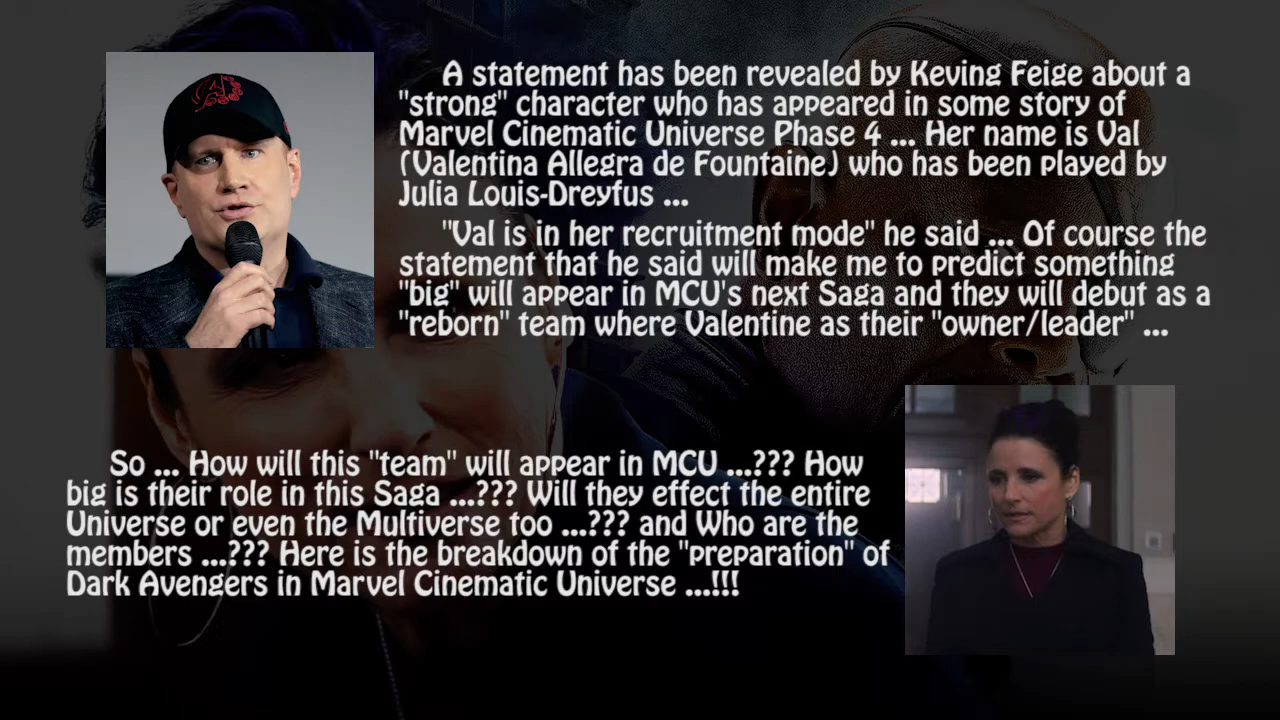 A statement has been revealed by Keving Feige about a
"strong" character who has appeared in some story of
Marvel Cinematic Universe Phase 4 ... Her name is Val
(Valentina Allegra de Fountaine) who has been played by
Julia Louis-Dreyfus ...
"Val is in her recruitment mode" he said ... Of course the
statement that he said will make me to predict something
"big" will appear in MCU's next Saga and they will debut as a
"reborn" team where Valentine as their "owner/leader" ...
So ... How will this "team" will appear in MCU ...??? How
big is their role in this Saga ...??? Will they effect the entire
Universe or even the Multiverse too ...??? and Who are the
members ...??? Here is the breakdown of the "preparation" of
Dark Avengers in Marvel Cinematic Universe ...!!!